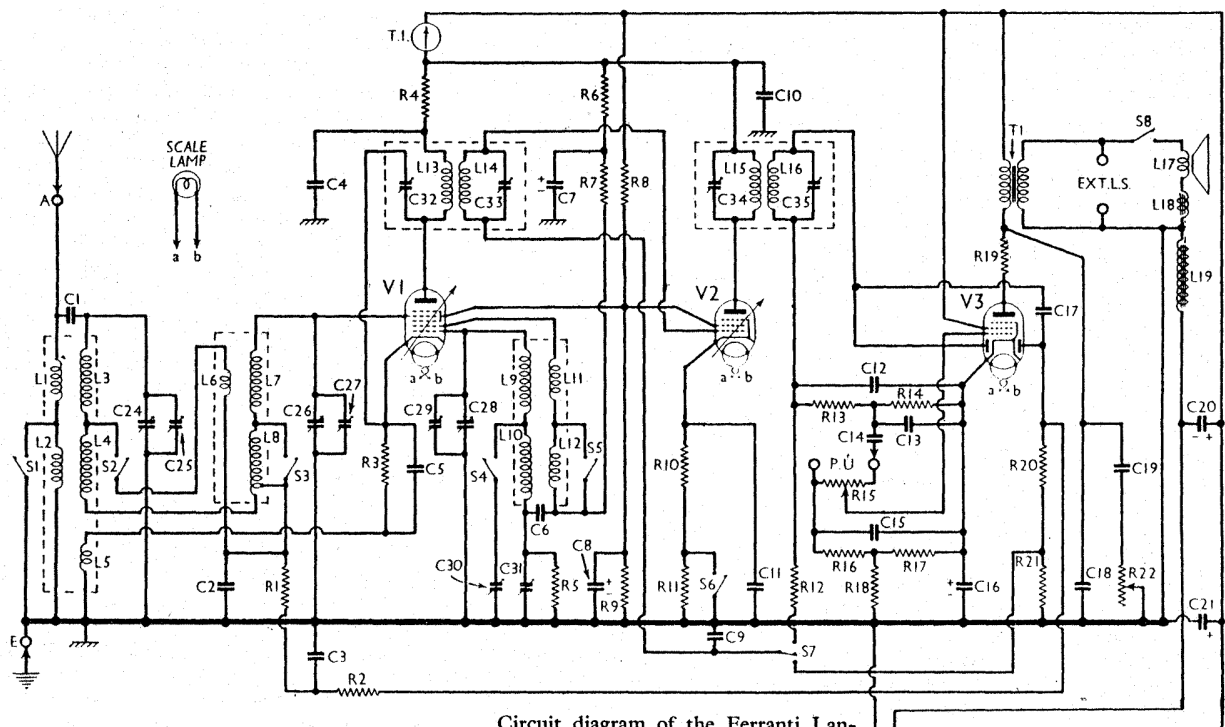 T.I.
R4
R6
C10
S8
SCALE
LAMP
L13
L14
L15
L16
T1
L17
A
C4
C32
C33
C7
R7
R8
C34
C35
EXT.L.S.
L18
a b
R19
L19
V1
V2
V3
C1
C17
L1
L3
L6
L7
a b
L9
L11
a b
C12
a b
C24
C26
C27
C29
C28
R13
R14
C20
L2
L4
L8
L10
L12
S5
C14
C13
S1
S2
C25
S3
R3
C5
S4
R10
P.U
R20
C19
R15
C6
C15
L5
C30
C31
C8
R16
R17
C2
R1
R5
R9
R11
S6
C11
R12
R18
C16
R21
C18
R22
C21
E
C9
C3
S7
R2
Circuit diagram of the Ferranti Lan-